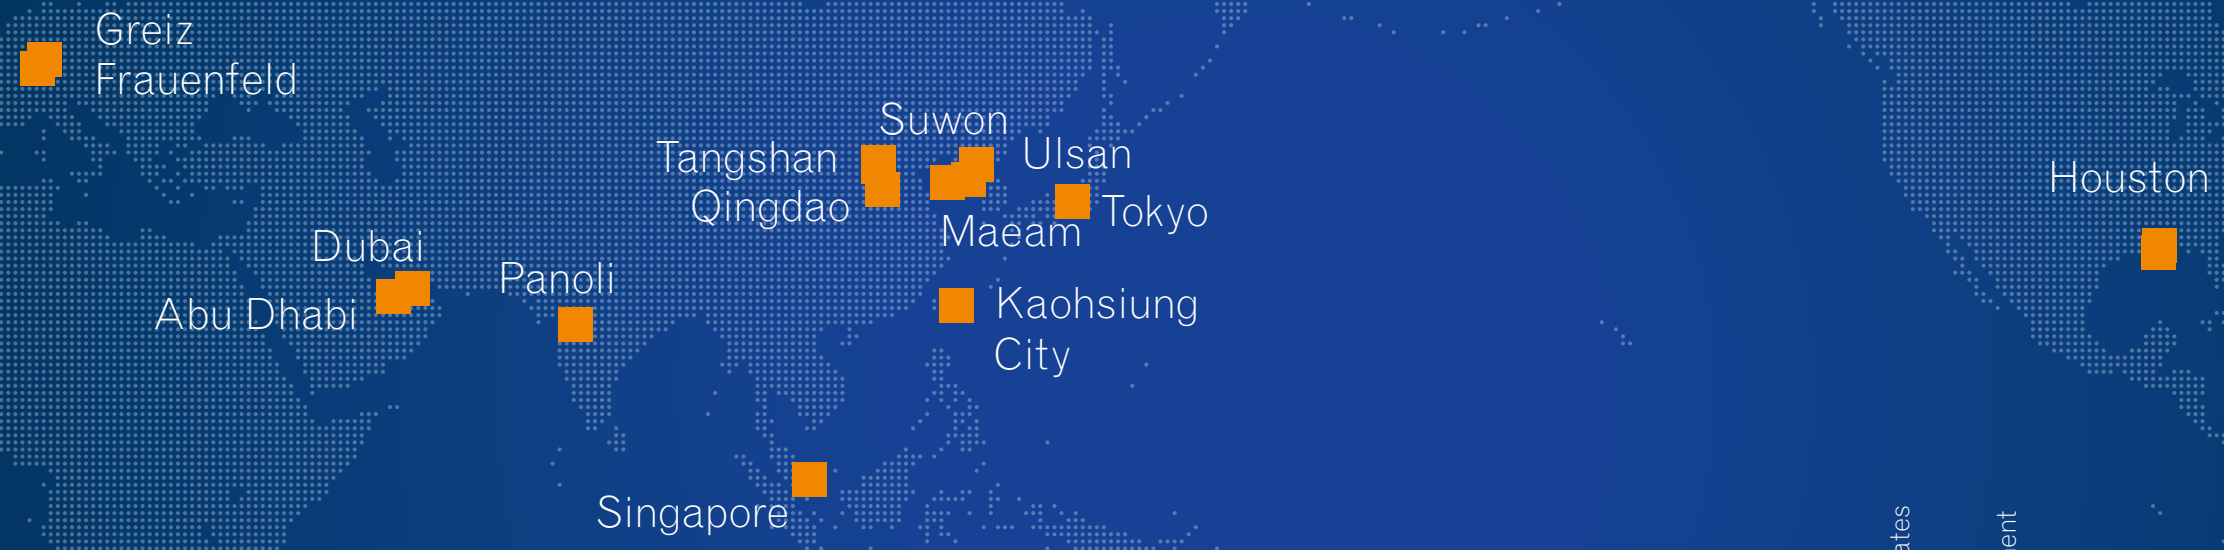 Greiz
Frauenfeld
Suwon
Tangshan
Ulsan
Qingdao
Tokyo
Maeam
Houston
Dubai
Panoli
Abu Dhabi
Kaohsiung
City
Singapore